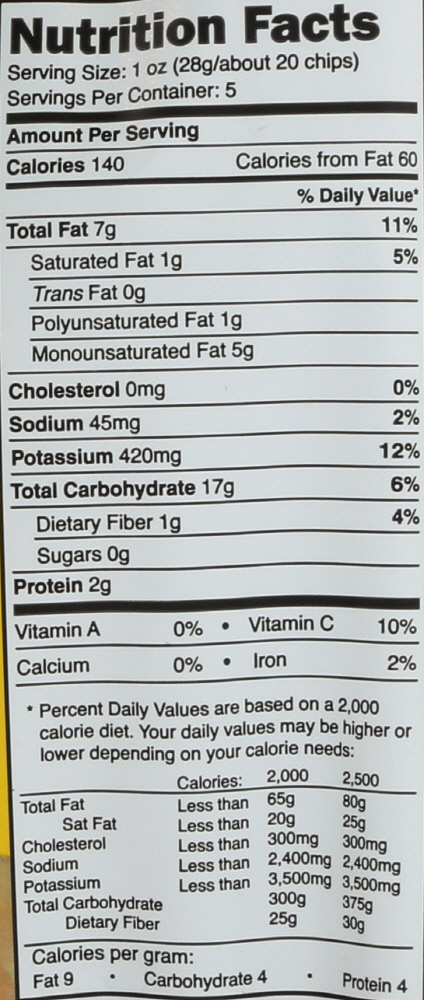 Nutrition Facts
Serving Size: 1 oz (28g/about 20 chips)
Servings Per Container: 5
Amount Per Serving
Calories 140 Calories from Fat 60
% Daily Value*
Total Fat 7g 11%
Saturated Fat 1g 5%
Trans Fat 0g
Polyunsaturated Fat 1g
Monounsaturated Fat 5g
Cholesterol 0mg 0%
Sodium 45mg 2%
Potassium 420mg 12%
Total Carbohydrate 17g 6%
Dietary Fiber 1g 4%
Sugars 0g
Protein 2g
Vitamin A 0% • Vitamin C 10%
Calcium 0% • Iron 2%
* Percent Daily Values are based on a 2,000
calorie diet. Your daily values may be higher or
lower depending on your calorie needs:
Calories: 2,000 2,500
Total Fat Less than 65g 80g
Sat Fat Less than 20g 25g
Cholesterol Less than 300mg 300mg
Sodium Less than 2,400mg 2,400mg
Potassium Less than 3,500mg 3,500mg
Total Carbohydrate 300g 375g
Dietary Fiber 25g 30g
Calories per gram:
Fat 9 • Carbohydrate 4 • Protein 4